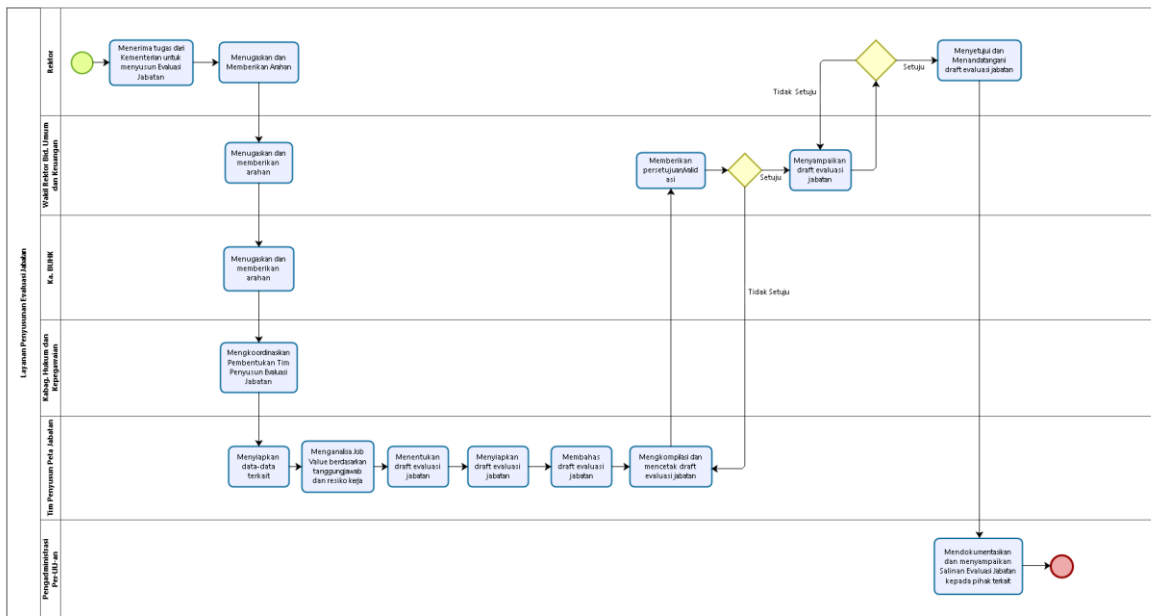 Layanan Penyusunan Evaluasi Jabatan
Rektor
Menerima tugas dari
Kementerian untuk
menyusun Evaluasi
Jabatan
Menugaskan dan
Memberikan Arahan
Setuju
Tidak Setuju
Menyetujui dan
Menandatangani
draft evaluasi jabatan
Wakil Rektor Bid. Umum
dan Keuangan
Menugaskan dan
memberikan
arahan
Memberikan
persetujuan/valid
asi
Setuju
Menyampaikan
draft evaluasi
jabatan
Ka. BUHK
Menugaskan dan
memberikan
arahan
Tidak Setuju
Kabag. Hukum dan
Kepegawaian
Mengkoordinasikan
Pembentukan Tim
Penyusun Evaluasi
Jabatan
Tim Penyusun Peta Jabatan
Menyiapkan
data-data
terkait
Menganalisa Job
Value berdasarkan
tanggungjawab
dan resiko kerja
Menentukan
draft evaluasi
jabatan
Menyiapkan
draft evaluasi
jabatan
Membahas
draft evaluasi
jabatan
Mengkompilasi dan
mencetak draft
evaluasi jabatan
Pengadministrasi
Per-UU-an
Mendokumentasikan
dan menyampaikan
Salinan Evaluasi Jabatan
kepada pihak terkait